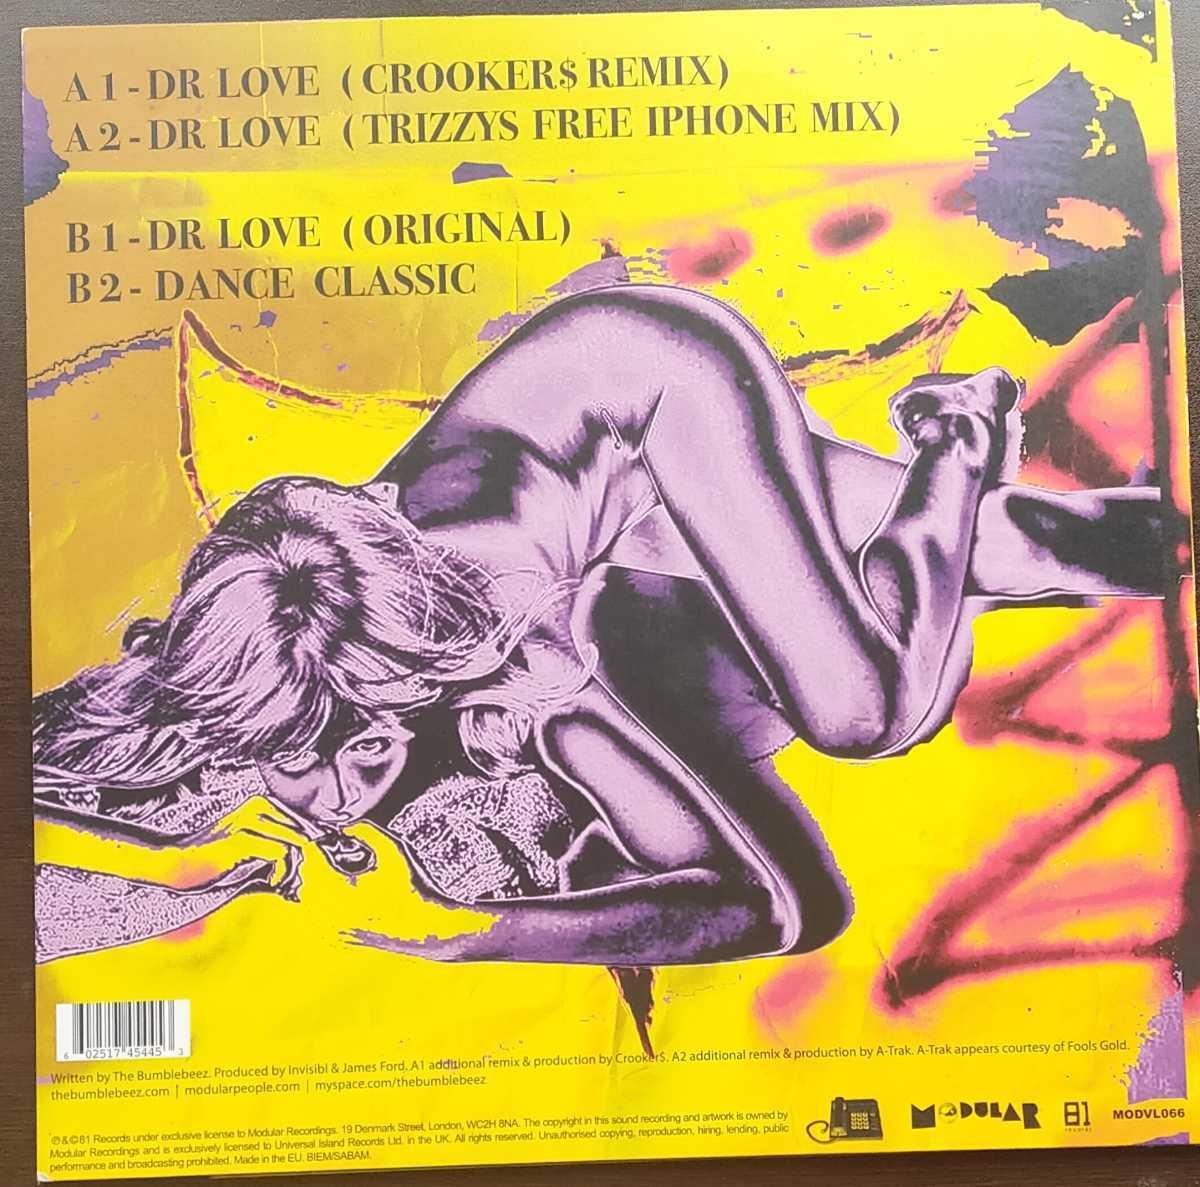 A 1 - DR LOVE ( CROOKER$ REMIX)
A 2 - DR LOVE ( TRIZZYS FREE IPHONE MIX)
B 1 - DR LOVE ( ORIGINAL)
B 2 - DANCE CLASSIC
6 02517 45445 3
Written by The Bumblebeez. Produced by Invisibl & James Ford. A1 additional remix & production by Crooker$. A2 additional remix & production by A-Trak. A-Trak appears courtesy of Fools Gold.
thebumblebeez.com | modularpeople.com | myspace.com/thebumblebeez
℗&©81 Records under exclusive license to Modular Recordings. 19 Denmark Street, London, WC2H 8NA. The copyright in this sound recording and artwork is owned by
Modular Recordings and is exclusively licensed to Universal Island Records Ltd. in the UK. All rights reserved. Unauthorised copying, reproduction, hiring, lending, public
performance and broadcasting prohibited. Made in the EU. BIEM/SABAM.
MODULAR
81
RECORDS
MODVL066